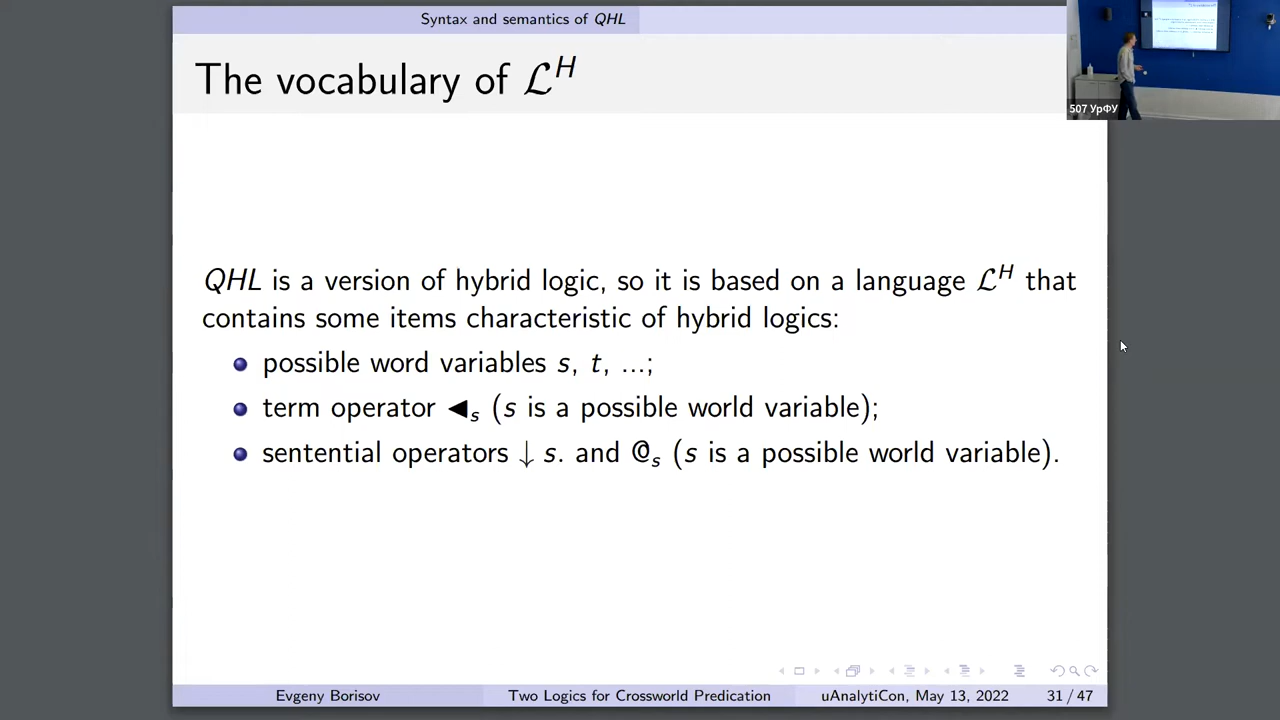 Syntax and semantics of QHL
The vocabulary of ℒᴴ
507 УрФУ
QHL is a version of hybrid logic, so it is based on a language ℒᴴ that
contains some items characteristic of hybrid logics:
possible word variables s, t, ...;
term operator ◀ₛ (s is a possible world variable);
sentential operators ↓ s. and @ₛ (s is a possible world variable).
Evgeny Borisov Two Logics for Crossworld Predication uAnalytiCon, May 13, 2022 31 / 47